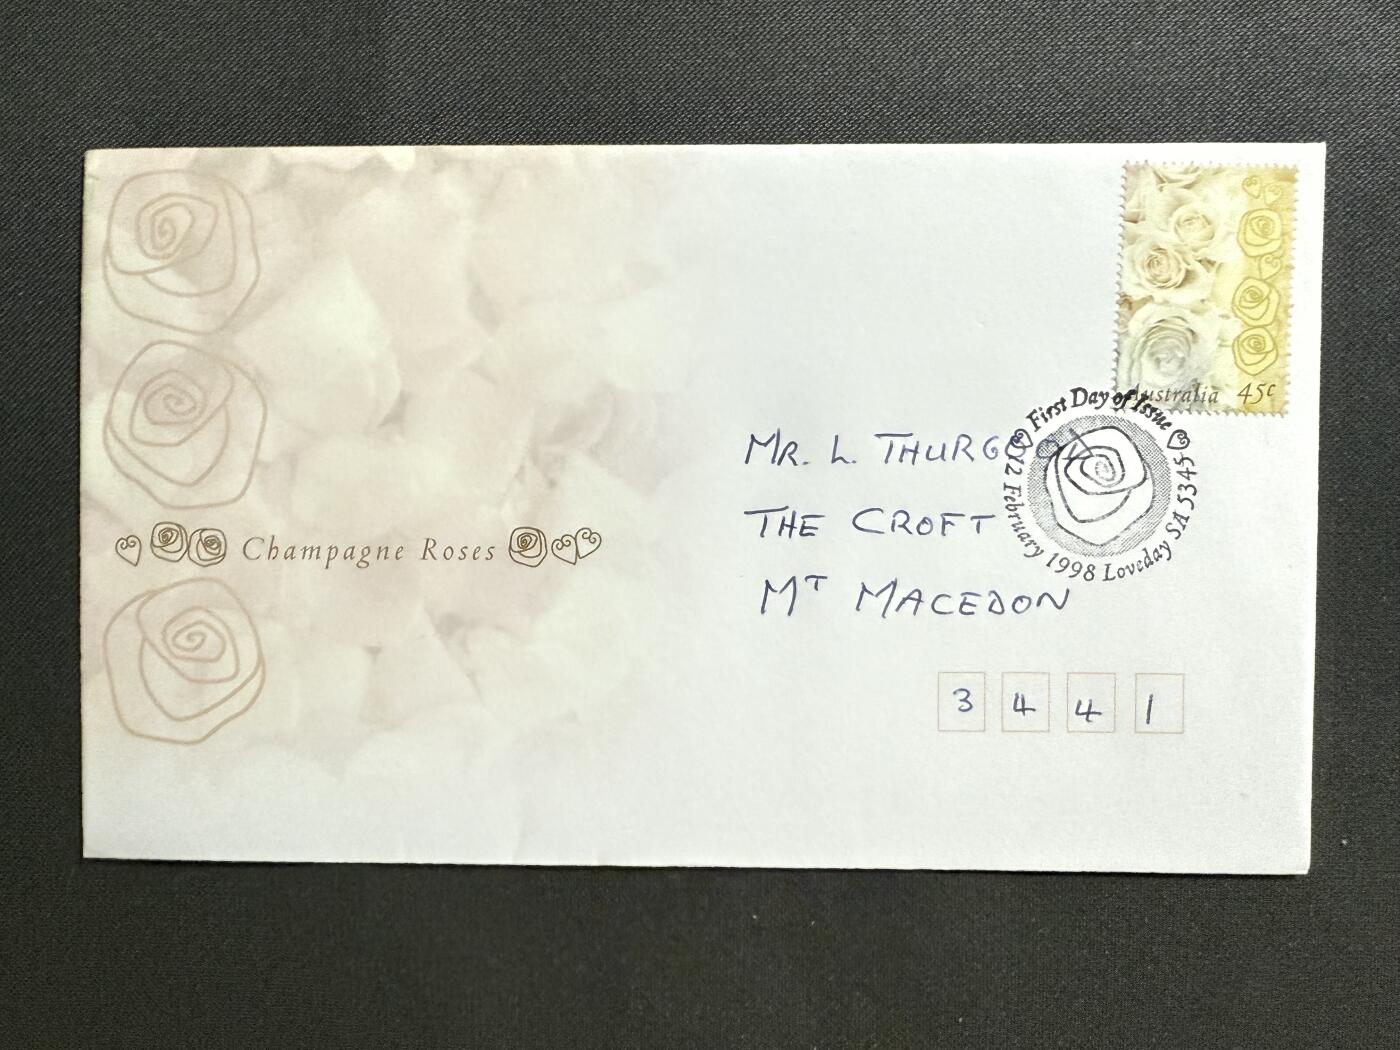 Australia 45c
First Day of Issue
12 February 1998 Loveday SA 5345
MR. L. THURGOOD
THE CROFT
MT MACEDON
3441
Champagne Roses